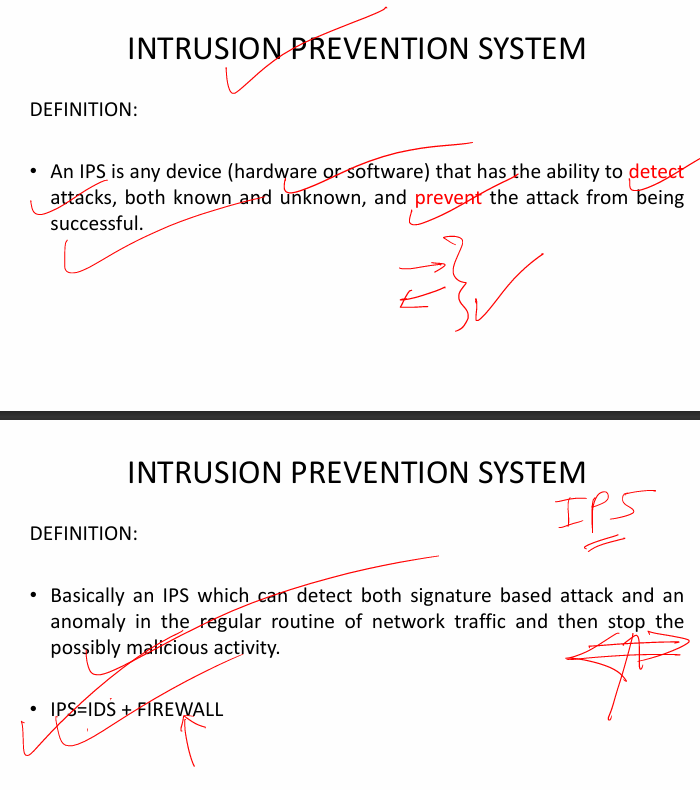 INTRUSION PREVENTION SYSTEM
DEFINITION:
• An IPS is any device (hardware or software) that has the ability to detect
attacks, both known and unknown, and prevent the attack from being
successful.
INTRUSION PREVENTION SYSTEM
IPS
DEFINITION:
• Basically an IPS which can detect both signature based attack and an
anomaly in the regular routine of network traffic and then stop the
possibly malicious activity.
• IPS=IDS + FIREWALL